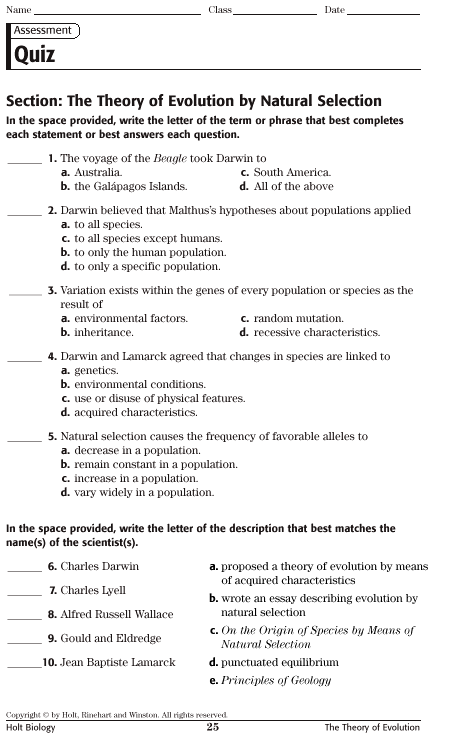 Name Class Date
Assessment
Quiz
Section: The Theory of Evolution by Natural Selection
In the space provided, write the letter of the term or phrase that best completes
each statement or best answers each question.
1. The voyage of the Beagle took Darwin to
a. Australia. c. South America.
b. the Galápagos Islands. d. All of the above
2. Darwin believed that Malthus's hypotheses about populations applied
a. to all species.
c. to all species except humans.
b. to only the human population.
d. to only a specific population.
3. Variation exists within the genes of every population or species as the
result of
a. environmental factors. c. random mutation.
b. inheritance. d. recessive characteristics.
4. Darwin and Lamarck agreed that changes in species are linked to
a. genetics.
b. environmental conditions.
c. use or disuse of physical features.
d. acquired characteristics.
5. Natural selection causes the frequency of favorable alleles to
a. decrease in a population.
b. remain constant in a population.
c. increase in a population.
d. vary widely in a population.
In the space provided, write the letter of the description that best matches the
name(s) of the scientist(s).
6. Charles Darwin
7. Charles Lyell
8. Alfred Russell Wallace
9. Gould and Eldredge
10. Jean Baptiste Lamarck
a. proposed a theory of evolution by means
of acquired characteristics
b. wrote an essay describing evolution by
natural selection
c. On the Origin of Species by Means of
Natural Selection
d. punctuated equilibrium
e. Principles of Geology
Copyright © by Holt, Rinehart and Winston. All rights reserved.
Holt Biology 25 The Theory of Evolution